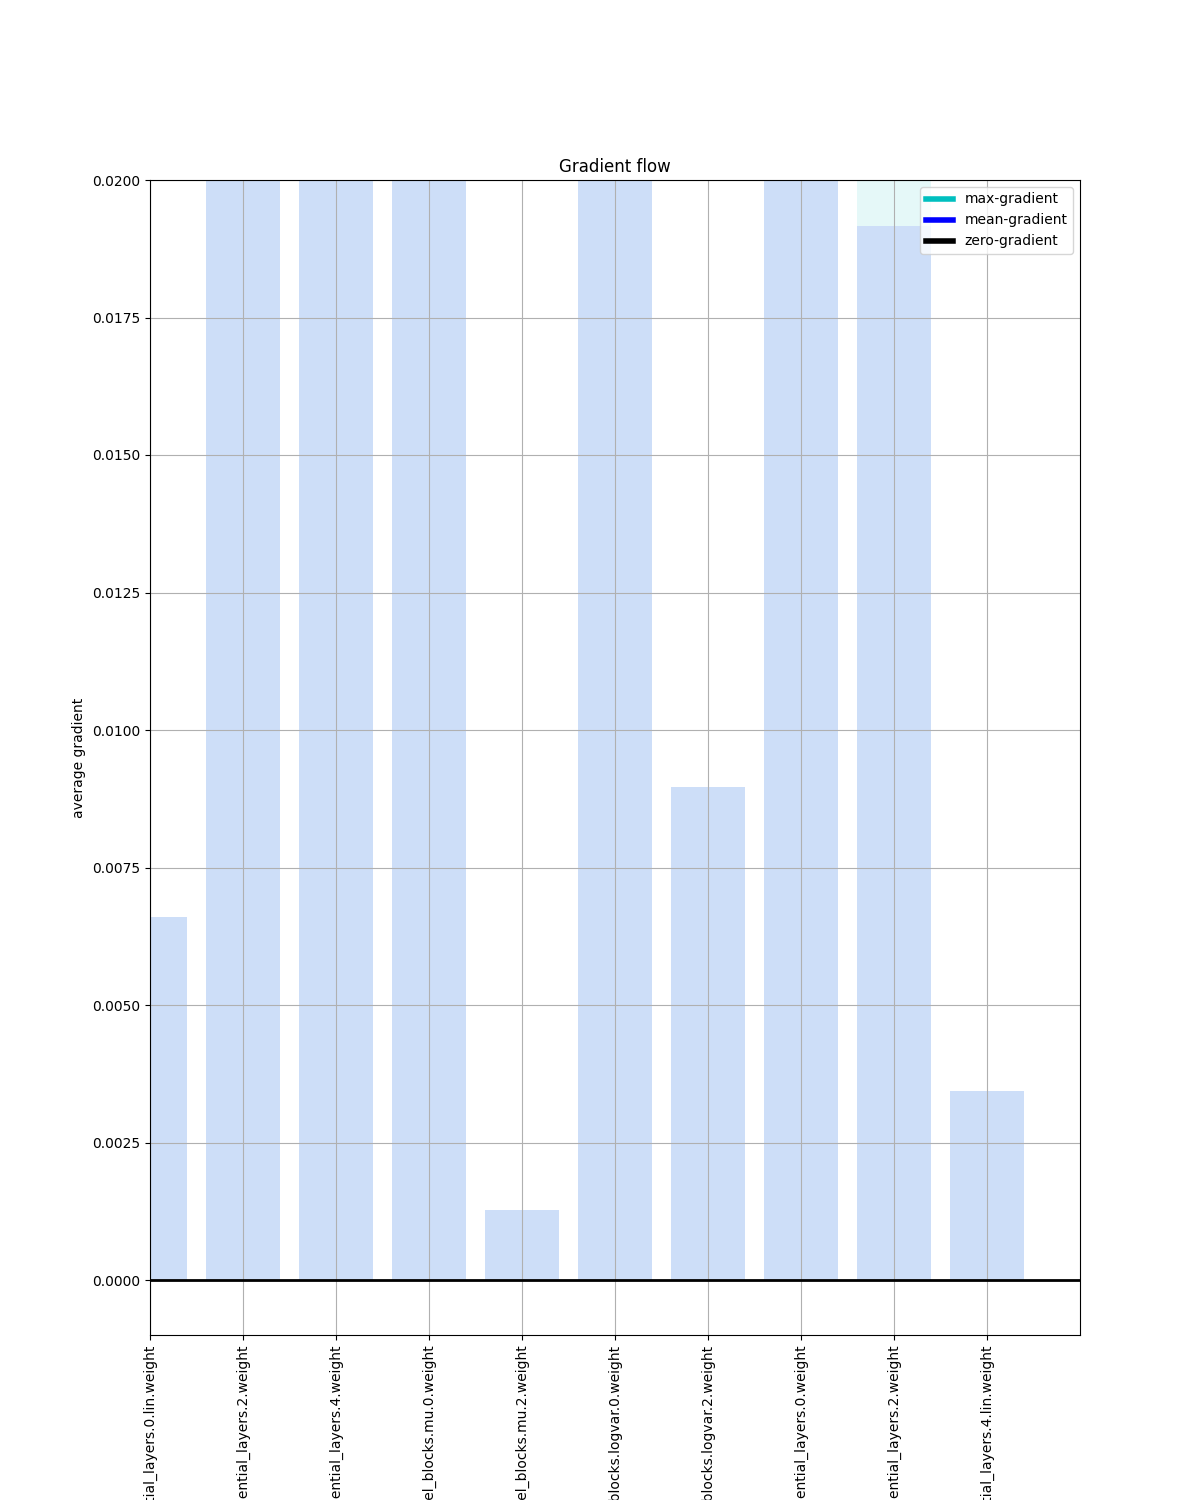 Gradient flow
max-gradient
mean-gradient
zero-gradient
average gradient
0.0200
0.0175
0.0150
0.0125
0.0100
0.0075
0.0050
0.0025
0.0000
tial_layers.0.lin.weight
ential_layers.2.weight
ential_layers.4.weight
el_blocks.mu.0.weight
el_blocks.mu.2.weight
blocks.logvar.0.weight
blocks.logvar.2.weight
ential_layers.0.weight
ential_layers.2.weight
tial_layers.4.lin.weight